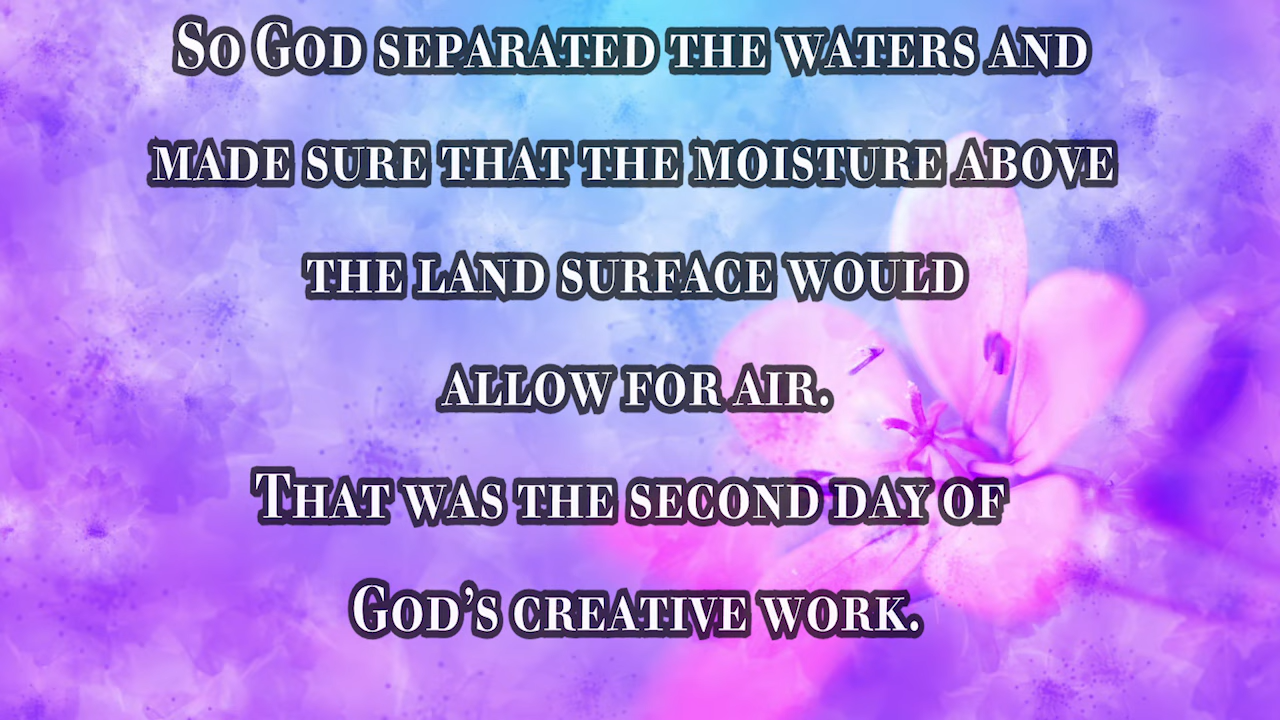 So God separated the waters and
made sure that the moisture above
the land surface would
allow for air.
That was the second day of
God’s creative work.